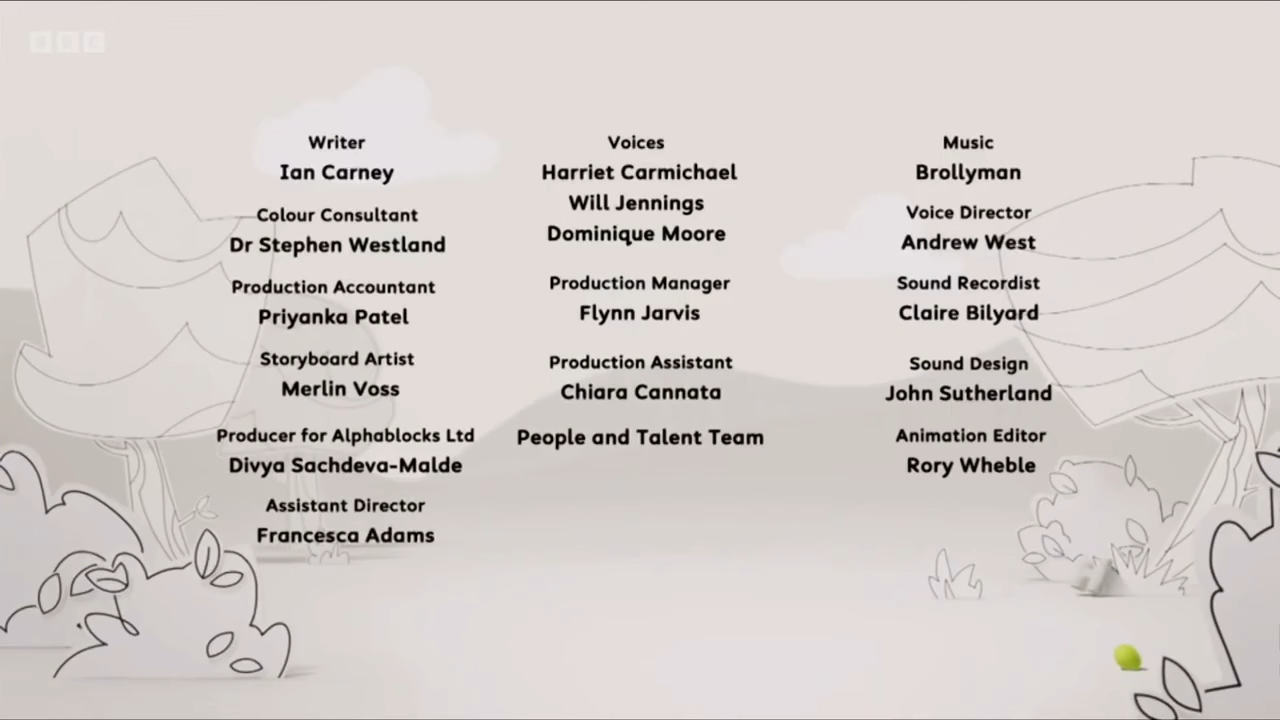 BBC
Writer
Ian Carney
Colour Consultant
Dr Stephen Westland
Production Accountant
Priyanka Patel
Storyboard Artist
Merlin Voss
Producer for Alphablocks Ltd
Divya Sachdeva-Malde
Assistant Director
Francesca Adams
Voices
Harriet Carmichael
Will Jennings
Dominique Moore
Production Manager
Flynn Jarvis
Production Assistant
Chiara Cannata
People and Talent Team
Music
Brollyman
Voice Director
Andrew West
Sound Recordist
Claire Bilyard
Sound Design
John Sutherland
Animation Editor
Rory Wheble